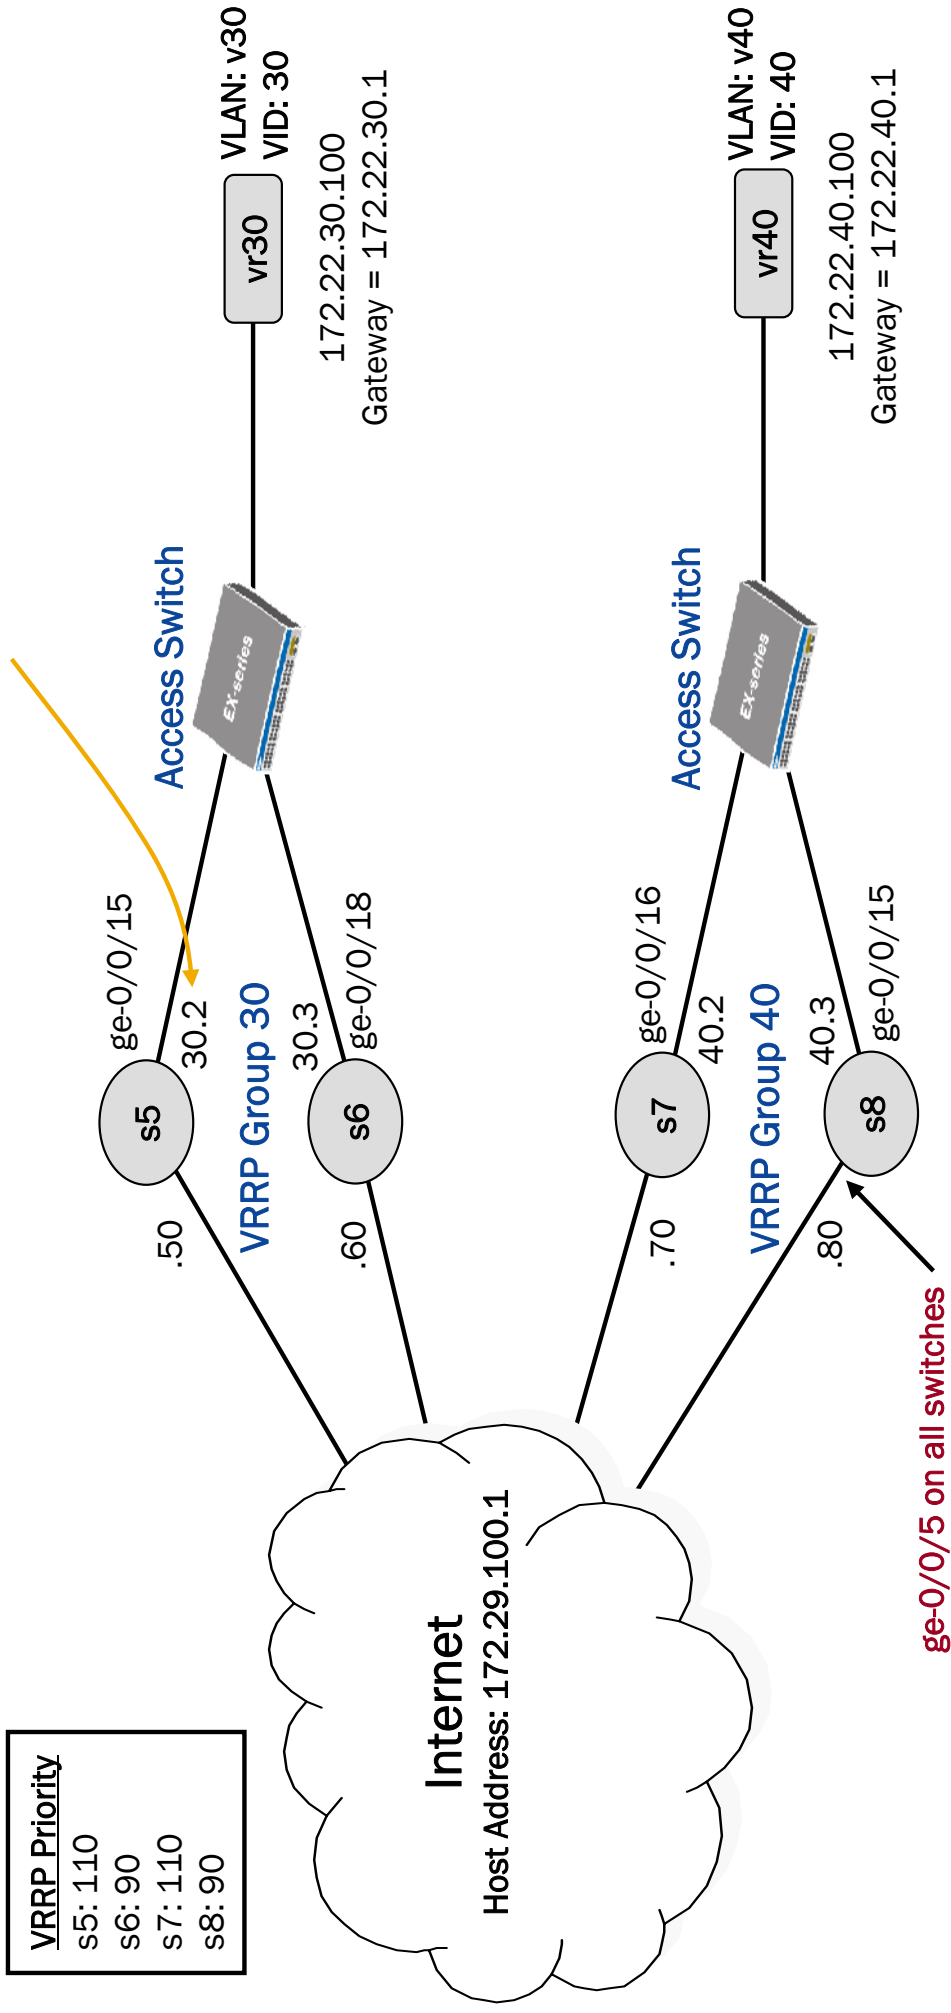 VRRP Priority
s5: 110
s6: 90
s7: 110
s8: 90
Internet
Host Address: 172.29.100.1
.50
s5
ge-0/0/15
30.2
VRRP Group 30
30.3
.60
s6
ge-0/0/18
Access Switch
EX-series
vr30
VLAN: v30
VID: 30
172.22.30.100
Gateway = 172.22.30.1
.70
s7
ge-0/0/16
40.2
VRRP Group 40
40.3
.80
s8
ge-0/0/15
Access Switch
EX-series
vr40
VLAN: v40
VID: 40
172.22.40.100
Gateway = 172.22.40.1
ge-0/0/5 on all switches